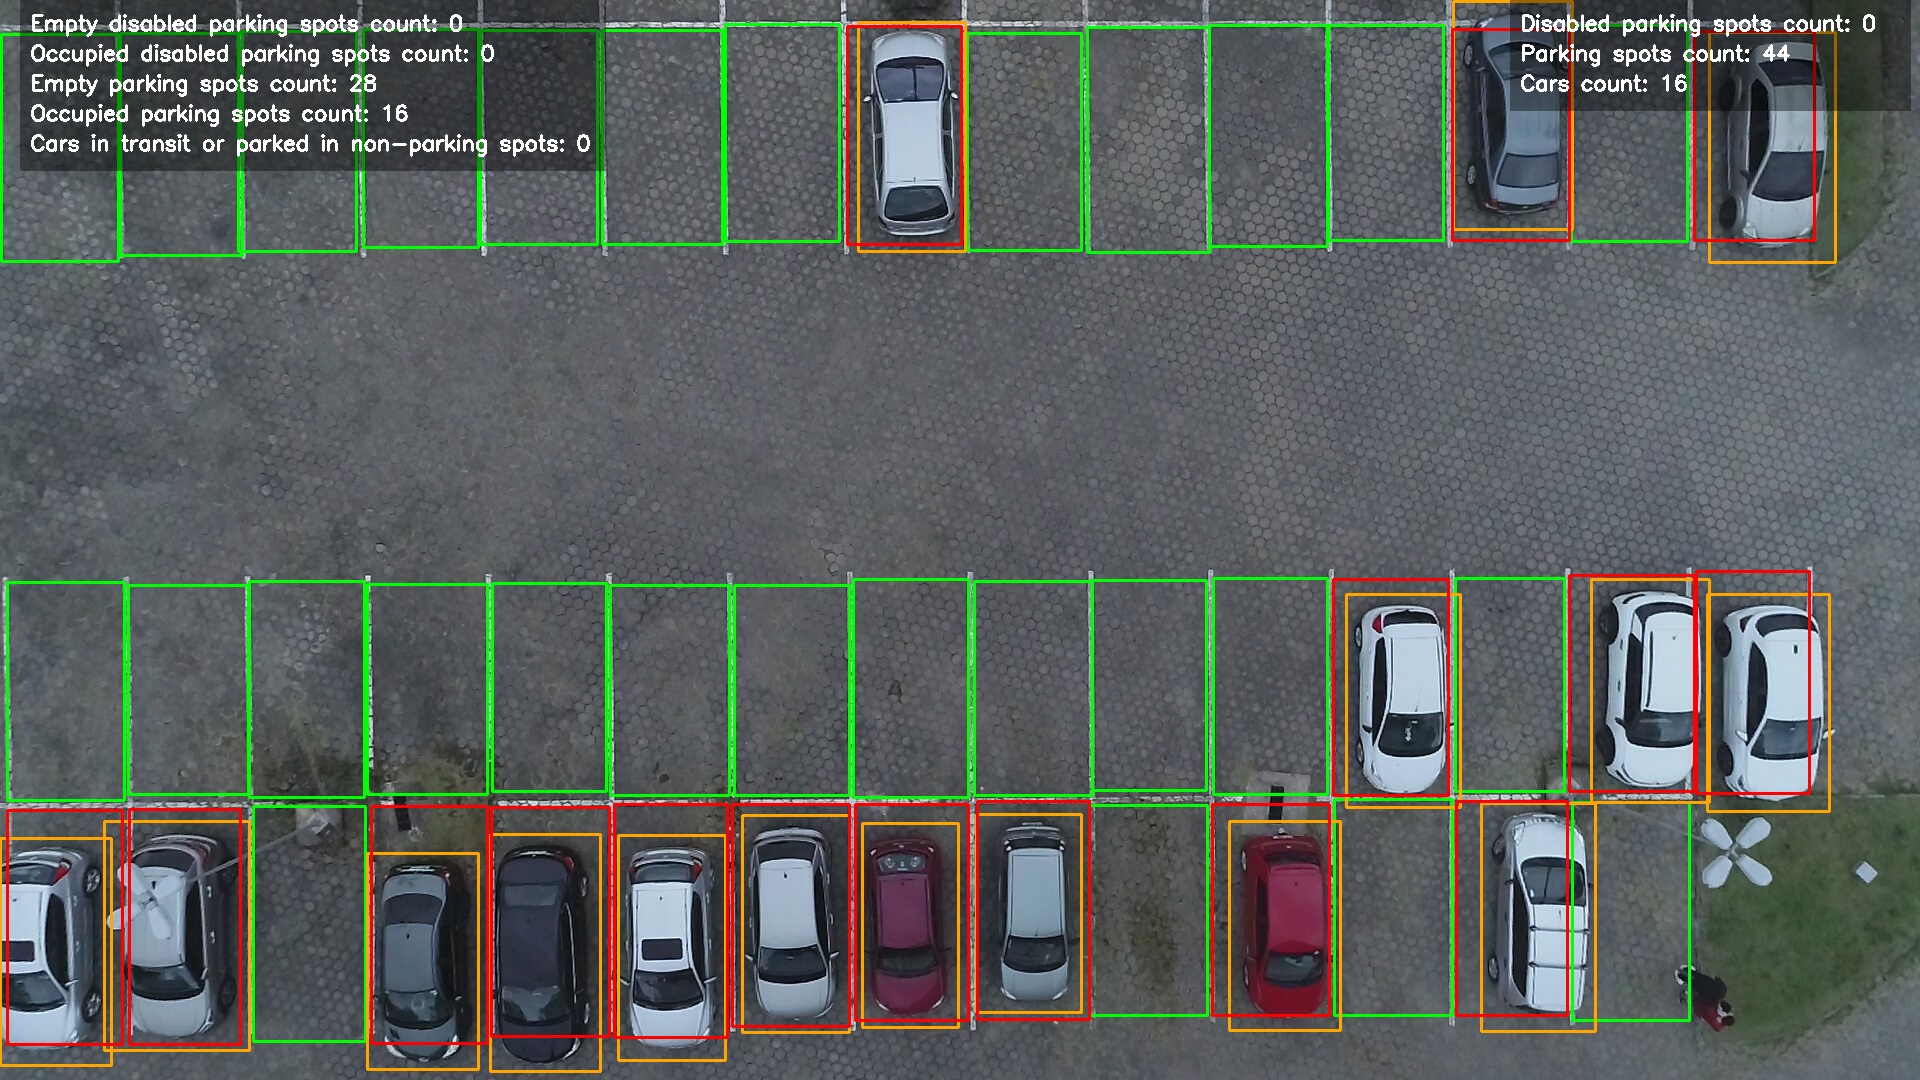 Empty disabled parking spots count: 0
Occupied disabled parking spots count: 0
Empty parking spots count: 28
Occupied parking spots count: 16
Cars in transit or parked in non-parking spots: 0
Disabled parking spots count: 0
Parking spots count: 44
Cars count: 16